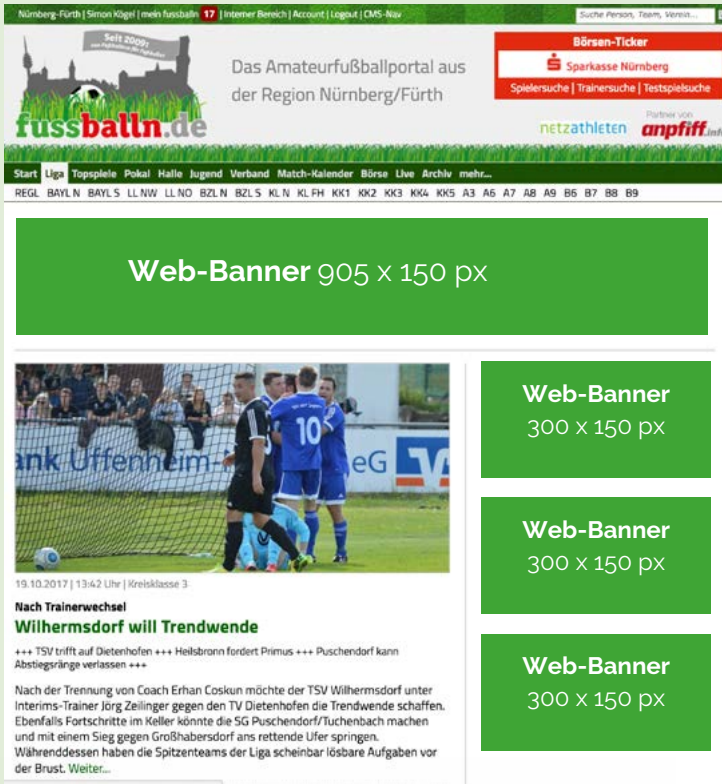 Nürnberg-Fürth | Simon Kögel | mein fussballn 17 | Interner Bereich | Account | Logout | CMS-Nav
Suche Person, Team, Verein...
Seit 2009:
von Fußballern für Fußballer
fussballn.de
Das Amateurfußballportal aus
der Region Nürnberg/Fürth
Börsen-Ticker
Sparkasse Nürnberg
Spielersuche | Trainersuche | Testspielsuche
Partner von
netzathleten anpfiff.info
Start Liga Topspiele Pokal Halle Jugend Verband Match-Kalender Börse Live Archiv mehr...
REGL BAYL N BAYL S LL NW LL NO BZL N BZL S KL N KL FH KK1 KK2 KK3 KK4 KK5 A3 A6 A7 A8 A9 B6 B7 B8 B9
Web-Banner 905 x 150 px
10
ank Uffenheim-
eG
19.10.2017 | 13:42 Uhr | Kreisklasse 3
Nach Trainerwechsel
Wilhermsdorf will Trendwende
+++ TSV trifft auf Dietenhofen +++ Heilsbronn fordert Primus +++ Puschendorf kann
Abstiegsränge verlassen +++
Nach der Trennung von Coach Erhan Coskun möchte der TSV Wilhermsdorf unter
Interims-Trainer Jörg Zeilinger gegen den TV Dietenhofen die Trendwende schaffen.
Ebenfalls Fortschritte im Keller könnte die SG Puschendorf/Tuchenbach machen
und mit einem Sieg gegen Großhabersdorf ans rettende Ufer springen.
Währenddessen haben die Spitzenteams der Liga scheinbar lösbare Aufgaben vor
der Brust. Weiter...
Web-Banner
300 x 150 px
Web-Banner
300 x 150 px
Web-Banner
300 x 150 px